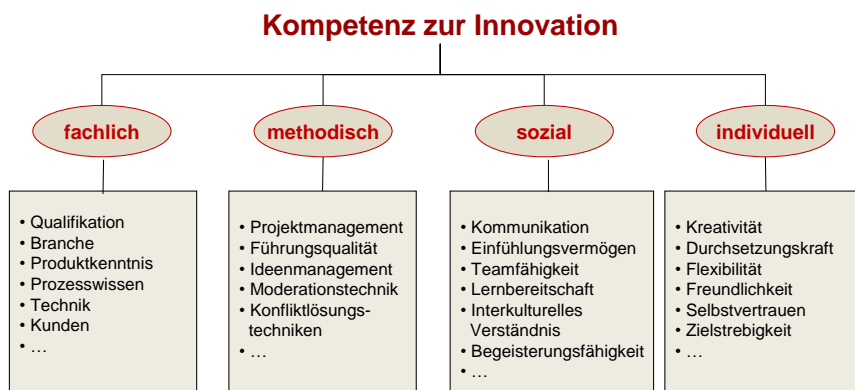 Kompetenz zur Innovation
fachlich
methodisch
sozial
individuell
• Qualifikation
• Branche
• Produktkenntnis
• Prozesswissen
• Technik
• Kunden
• …
• Projektmanagement
• Führungsqualität
• Ideenmanagement
• Moderationstechnik
• Konfliktlösungs-
techniken
• …
• Kommunikation
• Einfühlungsvermögen
• Teamfähigkeit
• Lernbereitschaft
• Interkulturelles
Verständnis
• Begeisterungsfähigkeit
• …
• Kreativität
• Durchsetzungskraft
• Flexibilität
• Freundlichkeit
• Selbstvertrauen
• Zielstrebigkeit
• …